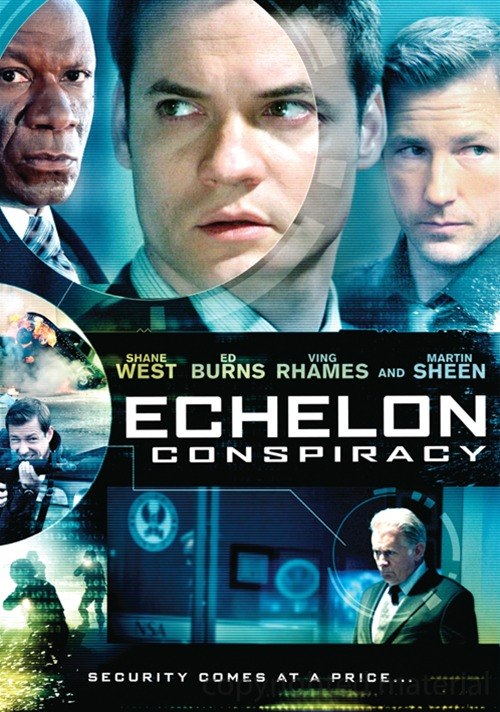 SHANE ED VING MARTIN
WEST BURNS RHAMES AND SHEEN
ECHELON
CONSPIRACY
NSA
SECURITY COMES AT A PRICE...